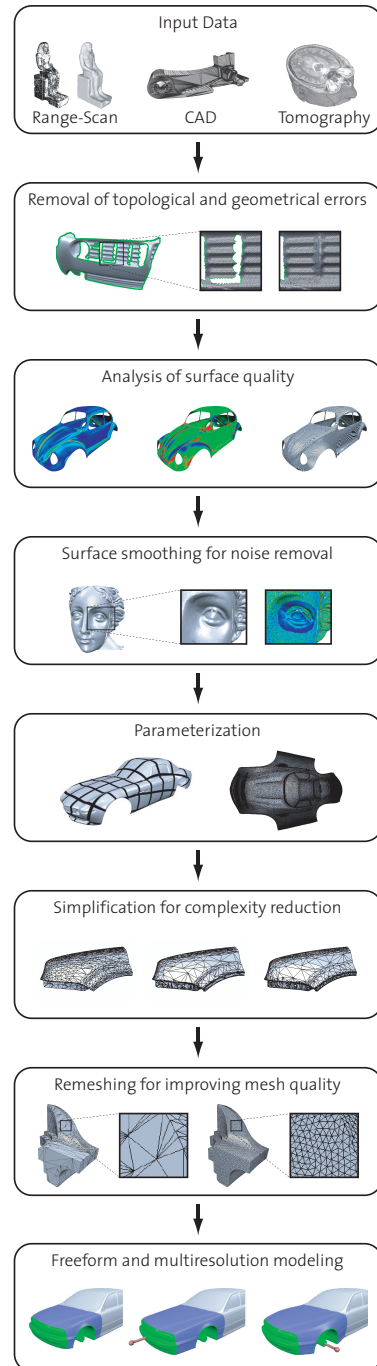 Input Data
Range-Scan CAD Tomography
Removal of topological and geometrical errors
Analysis of surface quality
Surface smoothing for noise removal
Parameterization
Simplification for complexity reduction
Remeshing for improving mesh quality
Freeform and multiresolution modeling